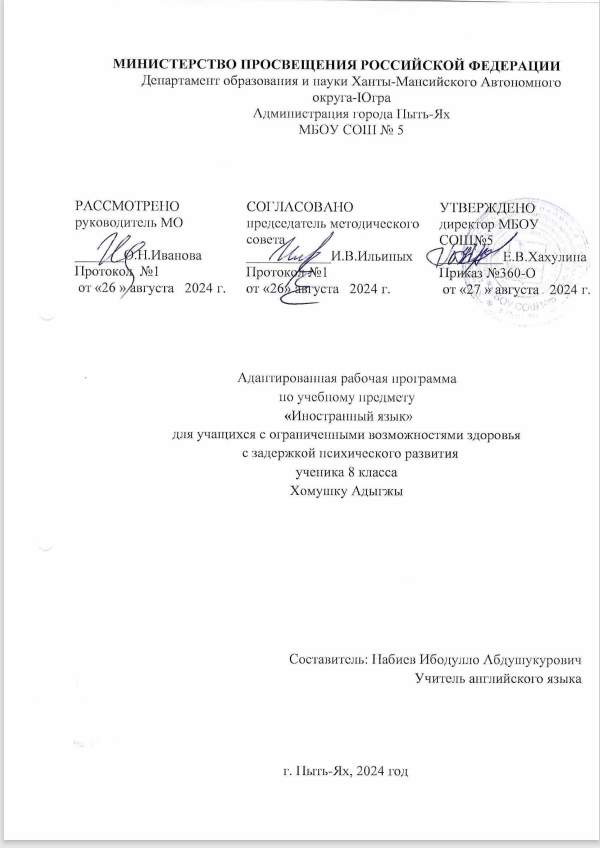 МИНИСТЕРСТВО ПРОСВЕЩЕНИЯ РОССИЙСКОЙ ФЕДЕРАЦИИ
Департамент образования и науки Ханты-Мансийского Автономного
округа-Югра
Администрация города Пыть-Ях
МБОУ СОШ № 5
РАССМОТРЕНО
руководитель МО
О.Н.Иванова
Протокол №1
от «26 » августа 2024 г.
СОГЛАСОВАНО
председатель методического
совета
И.В.Ильиных
Протокол №1
от «26» августа 2024 г.
УТВЕРЖДЕНО
директор МБОУ
СОШ№5
Е.В.Хахулина
Приказ №360-О
от «27 » августа 2024 г.
Адаптированная рабочая программа
по учебному предмету
«Иностранный язык»
для учащихся с ограниченными возможностями здоровья
с задержкой психического развития
ученика 8 класса
Хомушку Адыгжы
Составитель: Набиев Ибодулло Абдушукурович
Учитель английского языка
г. Пыть-Ях, 2024 год